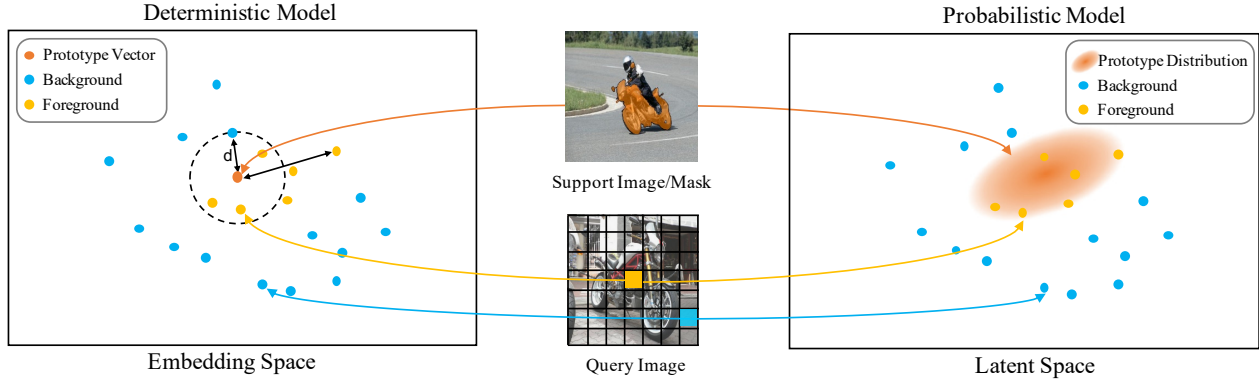 Deterministic Model
Prototype Vector
Background
Foreground
d
Embedding Space
Support Image/Mask
Query Image
Probabilistic Model
Prototype Distribution
Background
Foreground
Latent Space